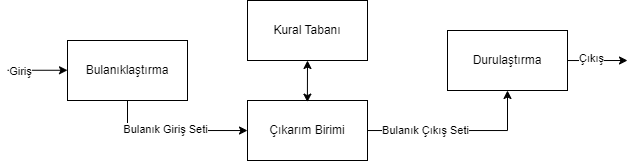 Giriş
Bulanıklaştırma
Bulanık Giriş Seti
Kural Tabanı
Çıkarım Birimi
Bulanık Çıkış Seti
Durulaştırma
Çıkış